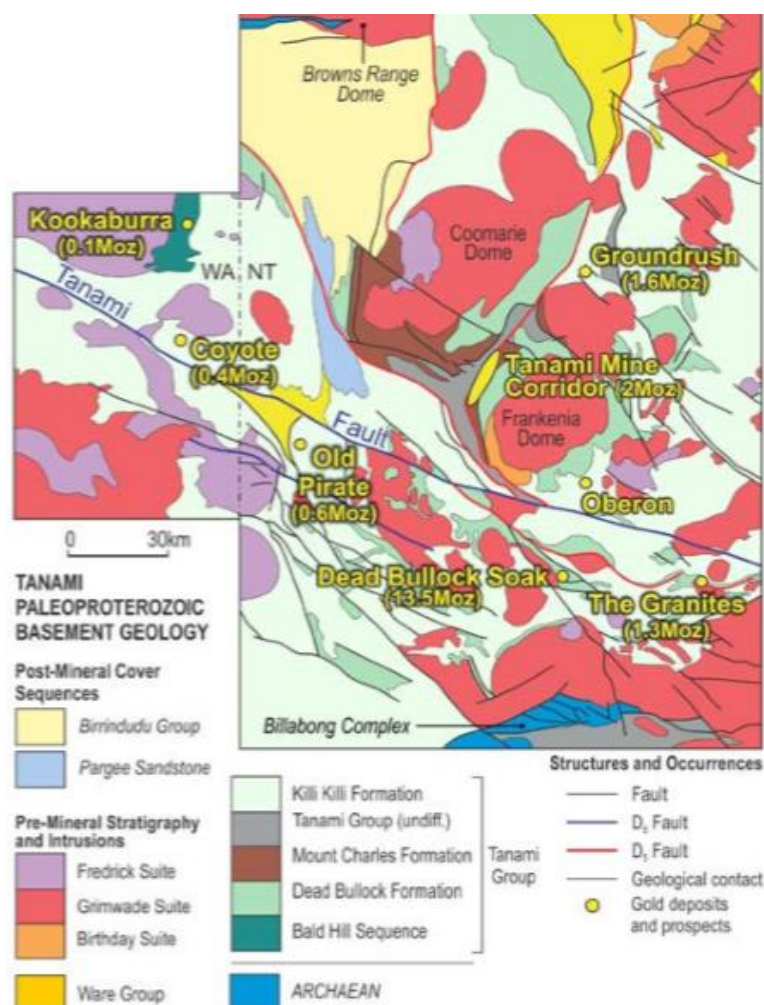 Browns Range
Dome
Kookaburra
(0.1Moz)
WA NT
Coomarie
Dome
Groundrush
(1.6Moz)
Tanami
Coyote
(0.4Moz)
Tanami Mine
Corridor (2Moz)
Frankenia
Dome
Fault
Old
Pirate
(0.6Moz)
Oberon
0 30km
Dead Bullock Soak
(13.5Moz)
The Granites
(1.3Moz)
Billabong Complex
TANAMI
PALEOPROTEROZOIC
BASEMENT GEOLOGY
Post-Mineral Cover
Sequences
Birrindudu Group
Pargee Sandstone
Pre-Mineral Stratigraphy
and Intrusions
Fredrick Suite
Grimwade Suite
Birthday Suite
Ware Group
Killi Killi Formation
Tanami Group (undiff.)
Mount Charles Formation
Dead Bullock Formation
Bald Hill Sequence
Tanami
Group
ARCHAEAN
Structures and Occurrences
Fault
D Fault
D Fault
Geological contact
Gold deposits
and prospects